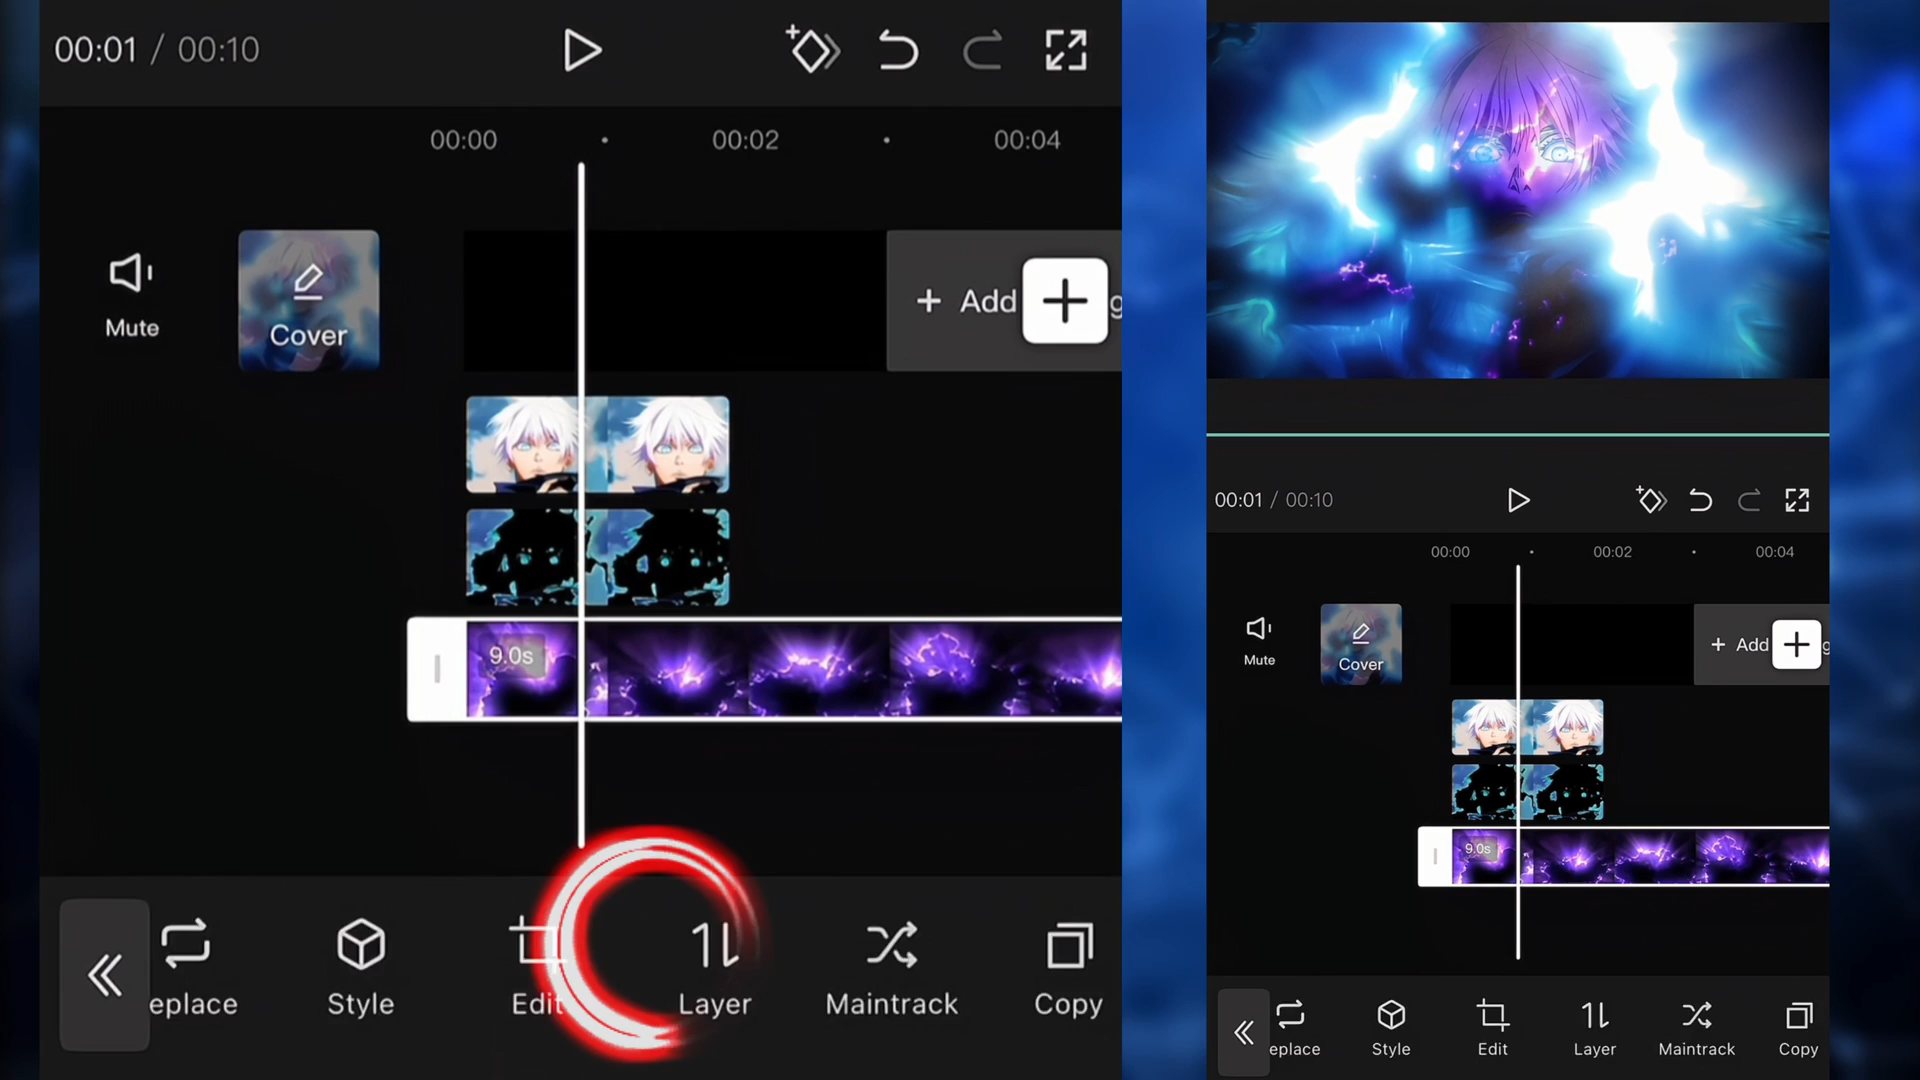 00:01 / 00:10
00:00 · 00:02 · 00:04
Mute
Cover
+ Add
9.0s
eplace
Style
Edit
Layer
Maintrack
Copy
00:01 / 00:10
00:00 · 00:02 · 00:04
Mute
Cover
+ Add
9.0s
eplace
Style
Edit
Layer
Maintrack
Copy